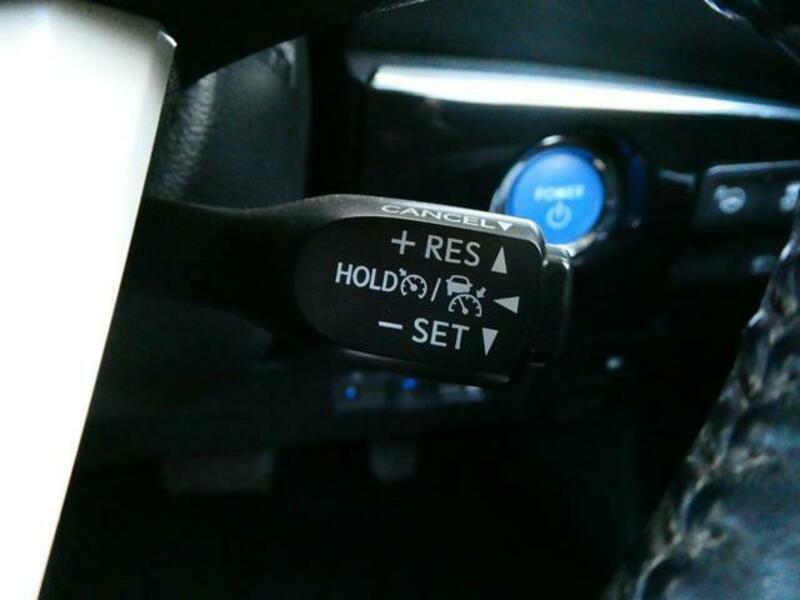 CANCEL
POWER
+ RES
HOLD /
− SET